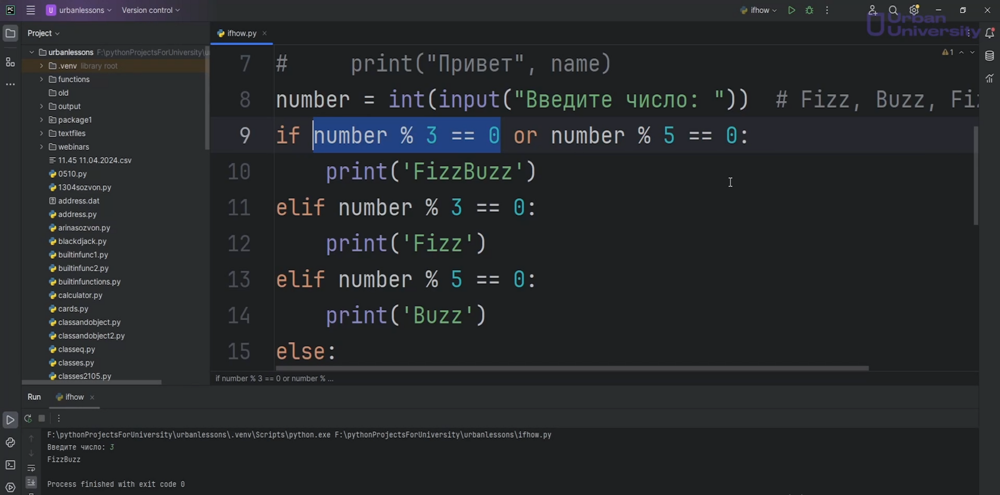 PC
U urbanlessons
Version control
ifhow
Urban
University
Project
ifhow.py
urbanlessons F:\pythonProjectsForUniversity\u
.venv library root
functions
old
output
package1
textfiles
webinars
11.45 11.04.2024.csv
0510.py
1304sozvon.py
address.dat
address.py
arinasozvon.py
blackdjack.py
builtinfunc1.py
builtinfunc2.py
builtinfunctions.py
calculator.py
cards.py
classandobject.py
classandobject2.py
classeq.py
classes.py
classes2105.py
1
7 # print("Привет", name)
8 number = int(input("Введите число: ")) # Fizz, Buzz, Fiz
9 if number % 3 == 0 or number % 5 == 0:
10 print('FizzBuzz')
11 elif number % 3 == 0:
12 print('Fizz')
13 elif number % 5 == 0:
14 print('Buzz')
15 else:
if number % 3 == 0 or number % ...
Run
ifhow
F:\pythonProjectsForUniversity\urbanlessons\.venv\Scripts\python.exe F:\pythonProjectsForUniversity\urbanlessons\ifhow.py
Введите число: 3
FizzBuzz
Process finished with exit code 0